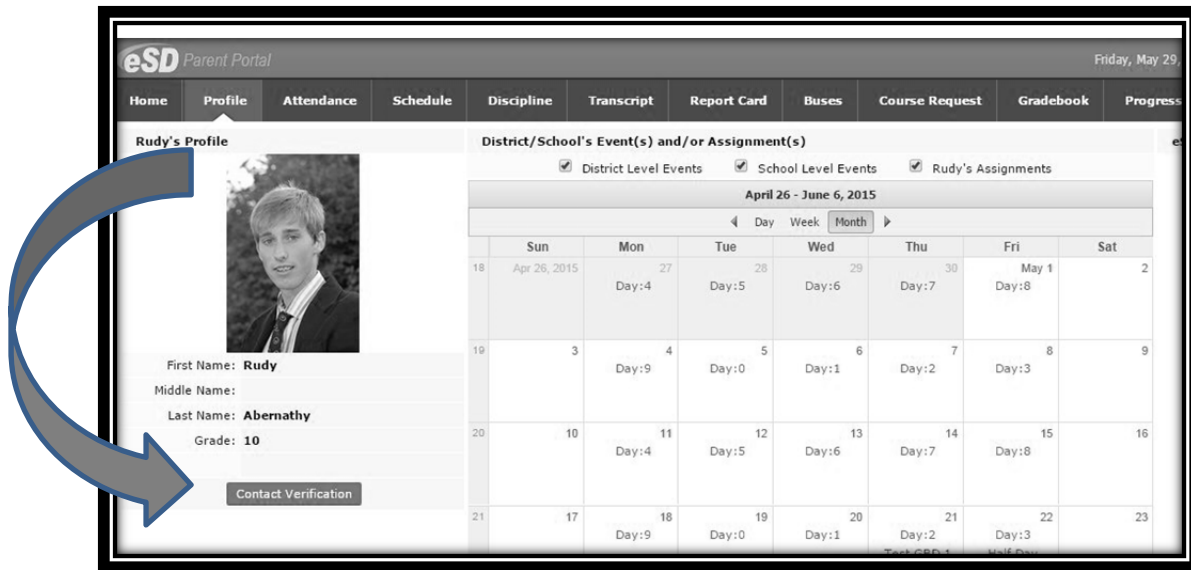 eSD Parent Portal
Friday, May 29,
Home Profile Attendance Schedule Discipline Transcript Report Card Buses Course Request Gradebook Progress
Rudy's Profile
District/School's Event(s) and/or Assignment(s)
District Level Events School Level Events Rudy's Assignments
April 26 - June 6, 2015
Day Week Month
Sun Mon Tue Wed Thu Fri Sat
18 Apr 26, 2015 27 28 29 30 May 1 2
Day:4 Day:5 Day:6 Day:7 Day:8
19 3 4 5 6 7 8 9
Day:9 Day:0 Day:1 Day:2 Day:3
20 10 11 12 13 14 15 16
Day:4 Day:5 Day:6 Day:7 Day:8
21 17 18 19 20 21 22 23
Day:9 Day:0 Day:1 Day:2 Day:3
Test GBD 1 Half Day
First Name: Rudy
Middle Name:
Last Name: Abernathy
Grade: 10
Contact Verification